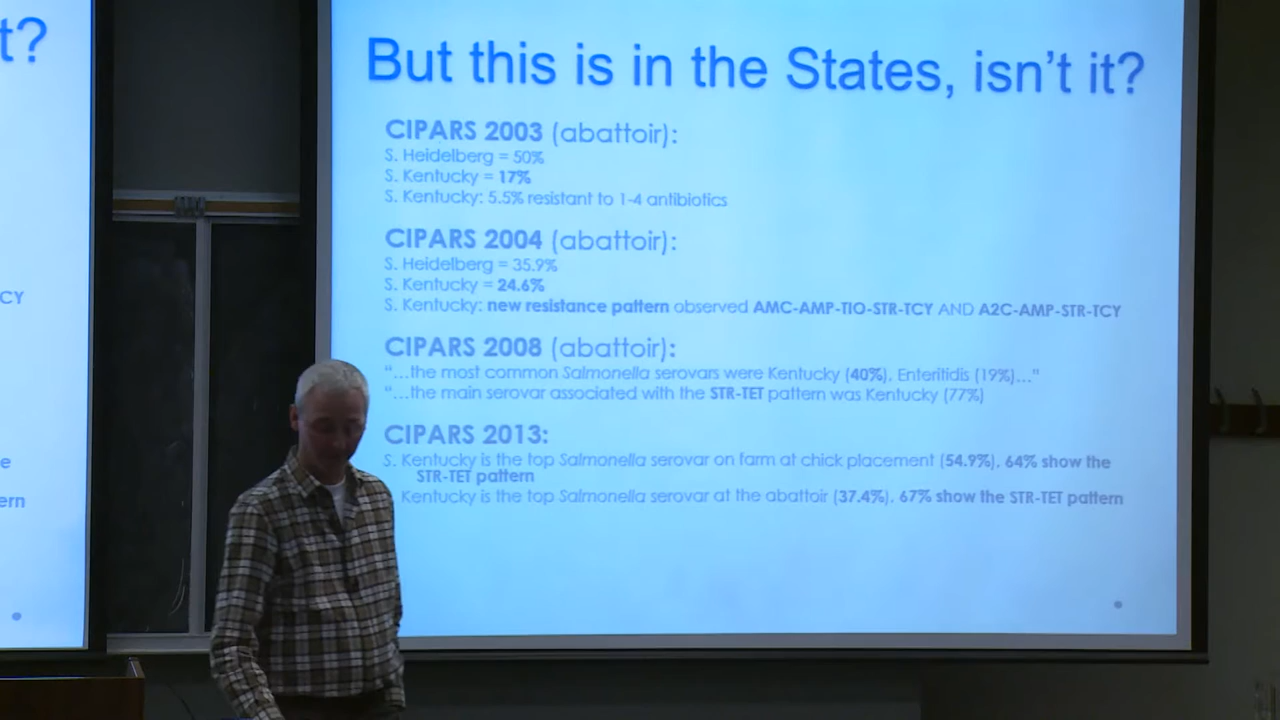 t?
CY
e
ern
But this is in the States, isn't it?
CIPARS 2003 (abattoir):
S. Heidelberg = 50%
S. Kentucky = 17%
S. Kentucky: 5.5% resistant to 1-4 antibiotics
CIPARS 2004 (abattoir):
S. Heidelberg = 35.9%
S. Kentucky = 24.6%
S. Kentucky: new resistance pattern observed AMC-AMP-TIO-STR-TCY AND A2C-AMP-STR-TCY
CIPARS 2008 (abattoir):
"…the most common Salmonella serovars were Kentucky (40%), Enteritidis (19%)…"
"…the main serovar associated with the STR-TET pattern was Kentucky (77%)
CIPARS 2013:
S. Kentucky is the top Salmonella serovar on farm at chick placement (54.9%), 64% show the
STR-TET pattern
Kentucky is the top Salmonella serovar at the abattoir (37.4%), 67% show the STR-TET pattern